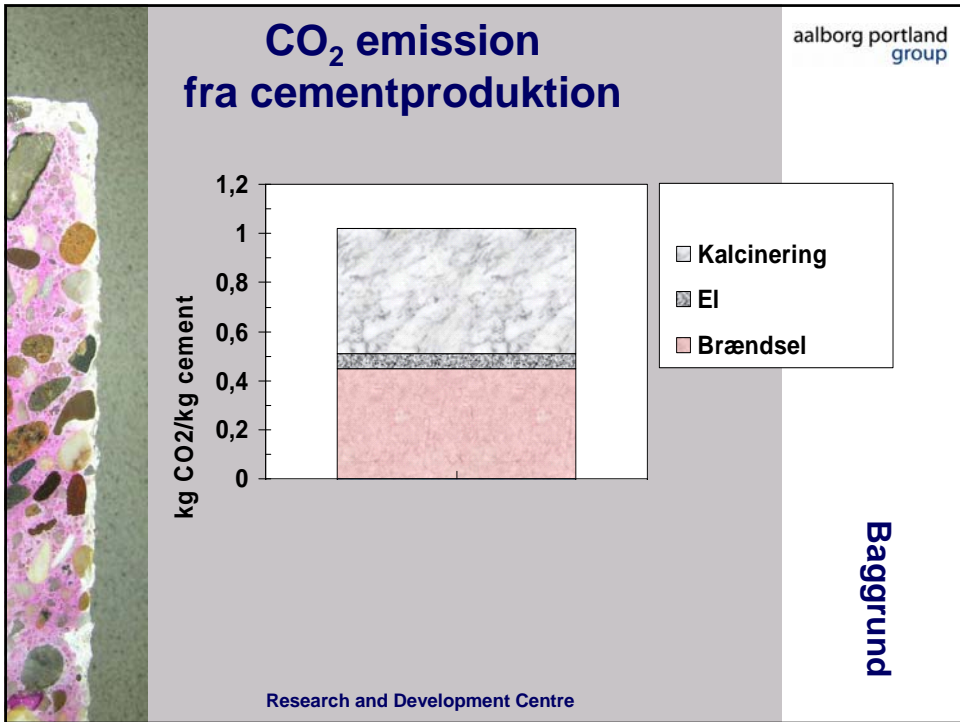 CO₂ emission
fra cementproduktion
aalborg portland
group
kg CO2/kg cement
1,2
1
0,8
0,6
0,4
0,2
0
Kalcinering
El
Brændsel
Baggrund
Research and Development Centre